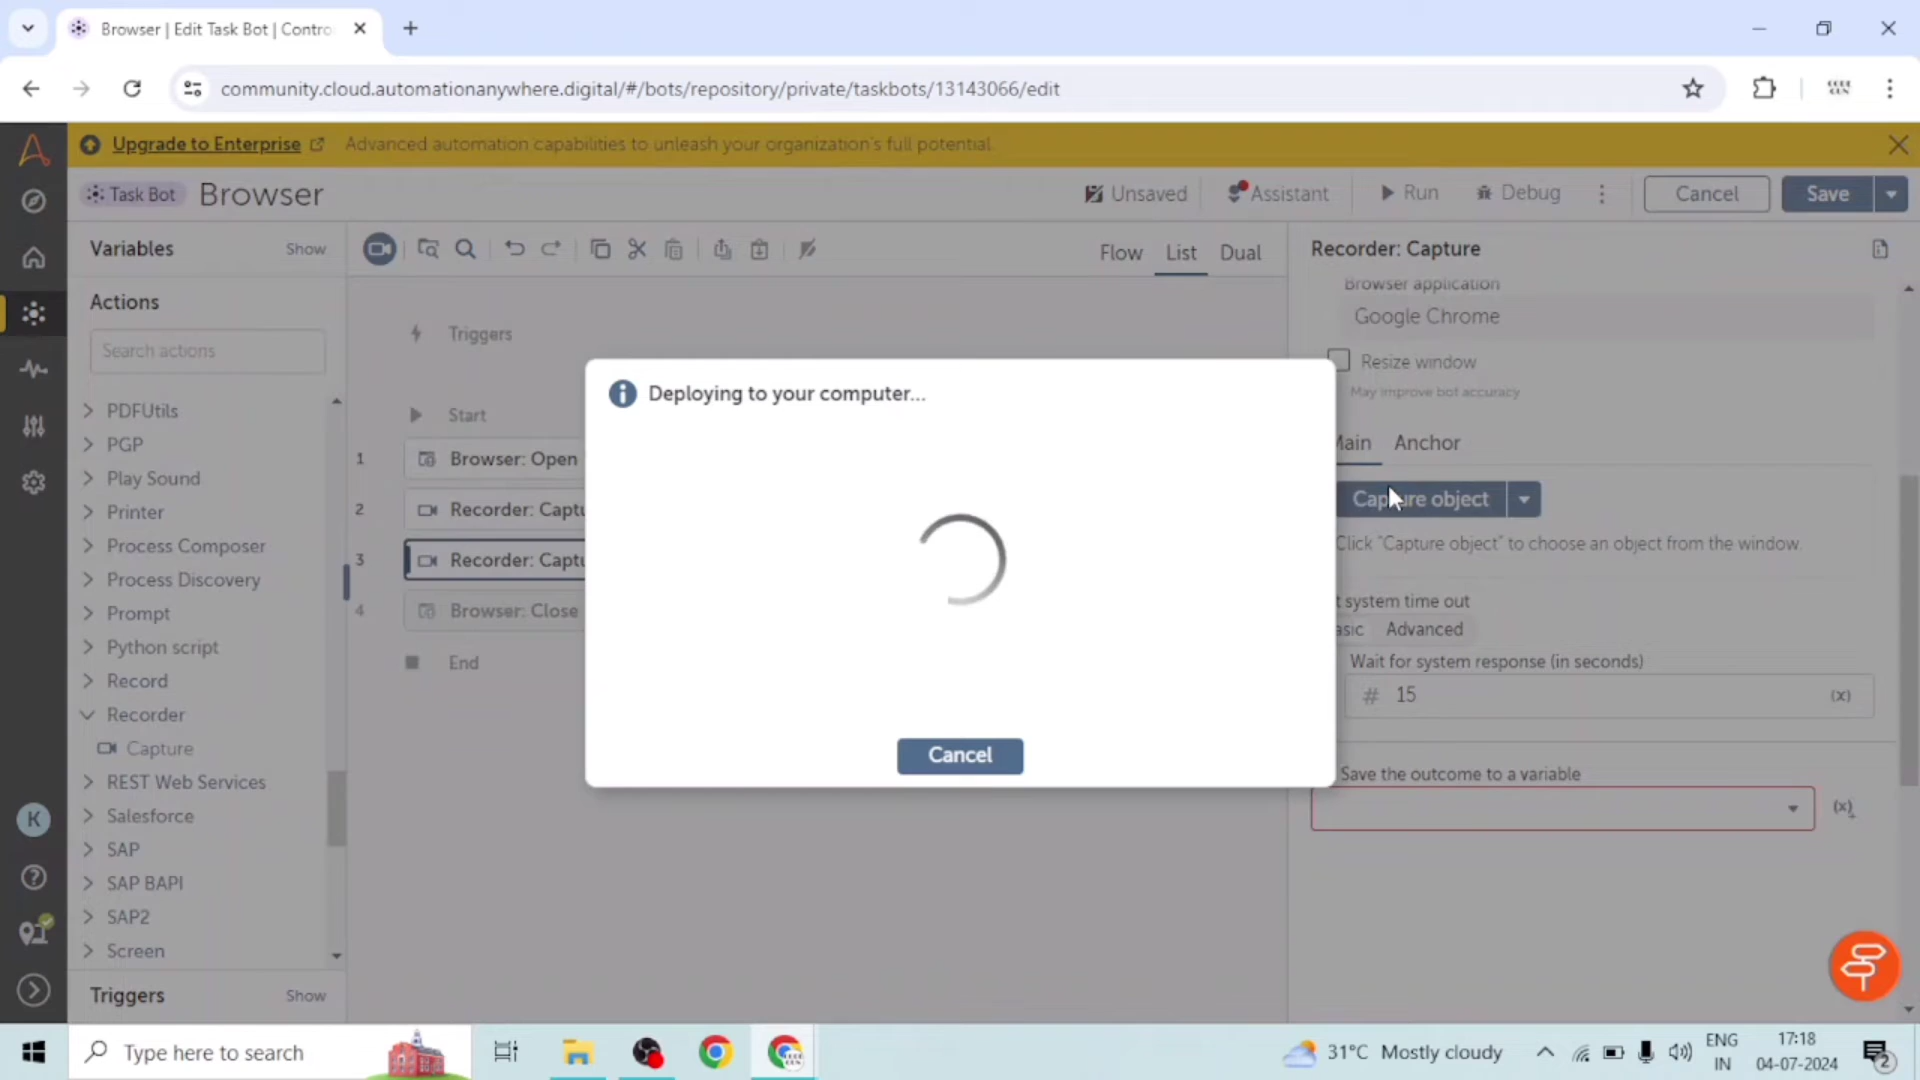 Browser | Edit Task Bot | Contro
community.cloud.automationanywhere.digital/#/bots/repository/private/taskbots/13143066/edit
Upgrade to Enterprise Advanced automation capabilities to unleash your organization's full potential.
Task Bot Browser Unsaved Assistant Run Debug Cancel Save
Variables Show
Flow List Dual
Actions
Search actions
PDFUtils
PGP
Play Sound
Printer
Process Composer
Process Discovery
Prompt
Python script
Record
Recorder
Capture
REST Web Services
Salesforce
SAP
SAP BAPI
SAP2
Screen
Triggers Show
Triggers
Start
1 Browser: Open
2 Recorder: Captu
3 Recorder: Captu
4 Browser: Close
End
Deploying to your computer...
Cancel
Recorder: Capture
Browser application
Google Chrome
Resize window
May improve bot accuracy
Main Anchor
Capture object
Click "Capture object" to choose an object from the window.
t system time out
asic Advanced
Wait for system response (in seconds)
# 15 (x)
Save the outcome to a variable
(x)
K
Type here to search
31°C Mostly cloudy
ENG
IN
17:18
04-07-2024
2